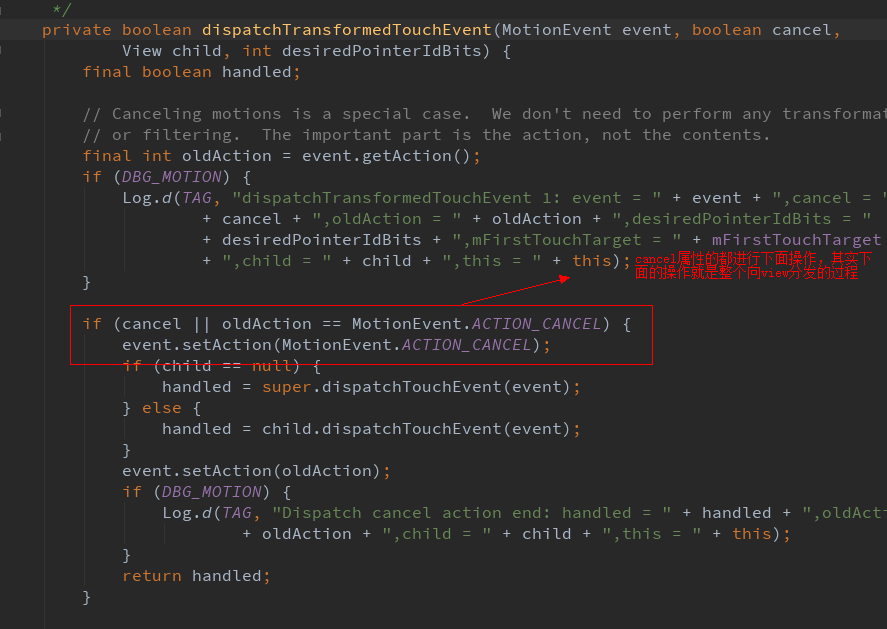 */
private boolean dispatchTransformedTouchEvent(MotionEvent event, boolean cancel,
View child, int desiredPointerIdBits) {
final boolean handled;
// Canceling motions is a special case.  We don't need to perform any transformat
// or filtering.  The important part is the action, not the contents.
final int oldAction = event.getAction();
if (DBG_MOTION) {
Log.d(TAG, "dispatchTransformedTouchEvent 1: event = " + event + ",cancel = "
+ cancel + ",oldAction = " + oldAction + ",desiredPointerIdBits = "
+ desiredPointerIdBits + ",mFirstTouchTarget = " + mFirstTouchTarget
+ ",child = " + child + ",this = " + this);
cancel属性的都进行下面操作，其实下
面的操作就是整个向view分发的过程
}
if (cancel || oldAction == MotionEvent.ACTION_CANCEL) {
event.setAction(MotionEvent.ACTION_CANCEL);
if (child == null) {
handled = super.dispatchTouchEvent(event);
} else {
handled = child.dispatchTouchEvent(event);
}
event.setAction(oldAction);
if (DBG_MOTION) {
Log.d(TAG, "Dispatch cancel action end: handled = " + handled + ",oldActi
+ oldAction + ",child = " + child + ",this = " + this);
}
return handled;
}